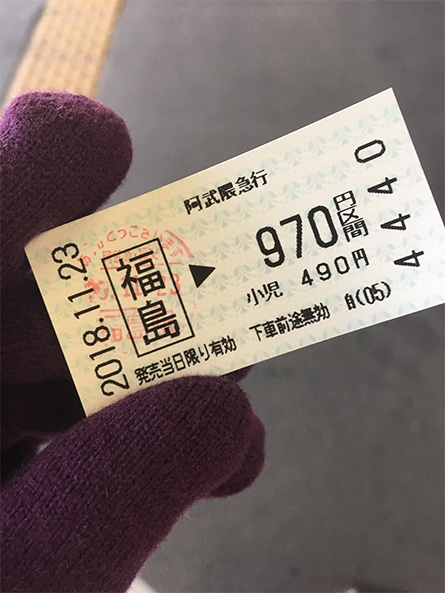 阿武隈急行
2018.11.23
福島
▶
970円区間
小児 490円
発売当日限り有効 下車前途無効 自(05)
4440